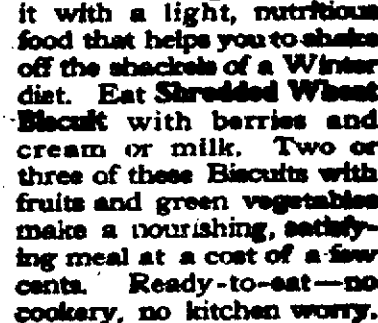 it with a light, nutritious
food that helps you to shake
off the shackels of a Winter
diet. Eat Shredded Wheat
Biscuit with berries and
cream or milk. Two or
three of these Biscuits with
fruits and green vegetables
make a nourishing, satisfy-
ing meal at a cost of a few
cents. Ready-to-eat—no
cookery, no kitchen worry.